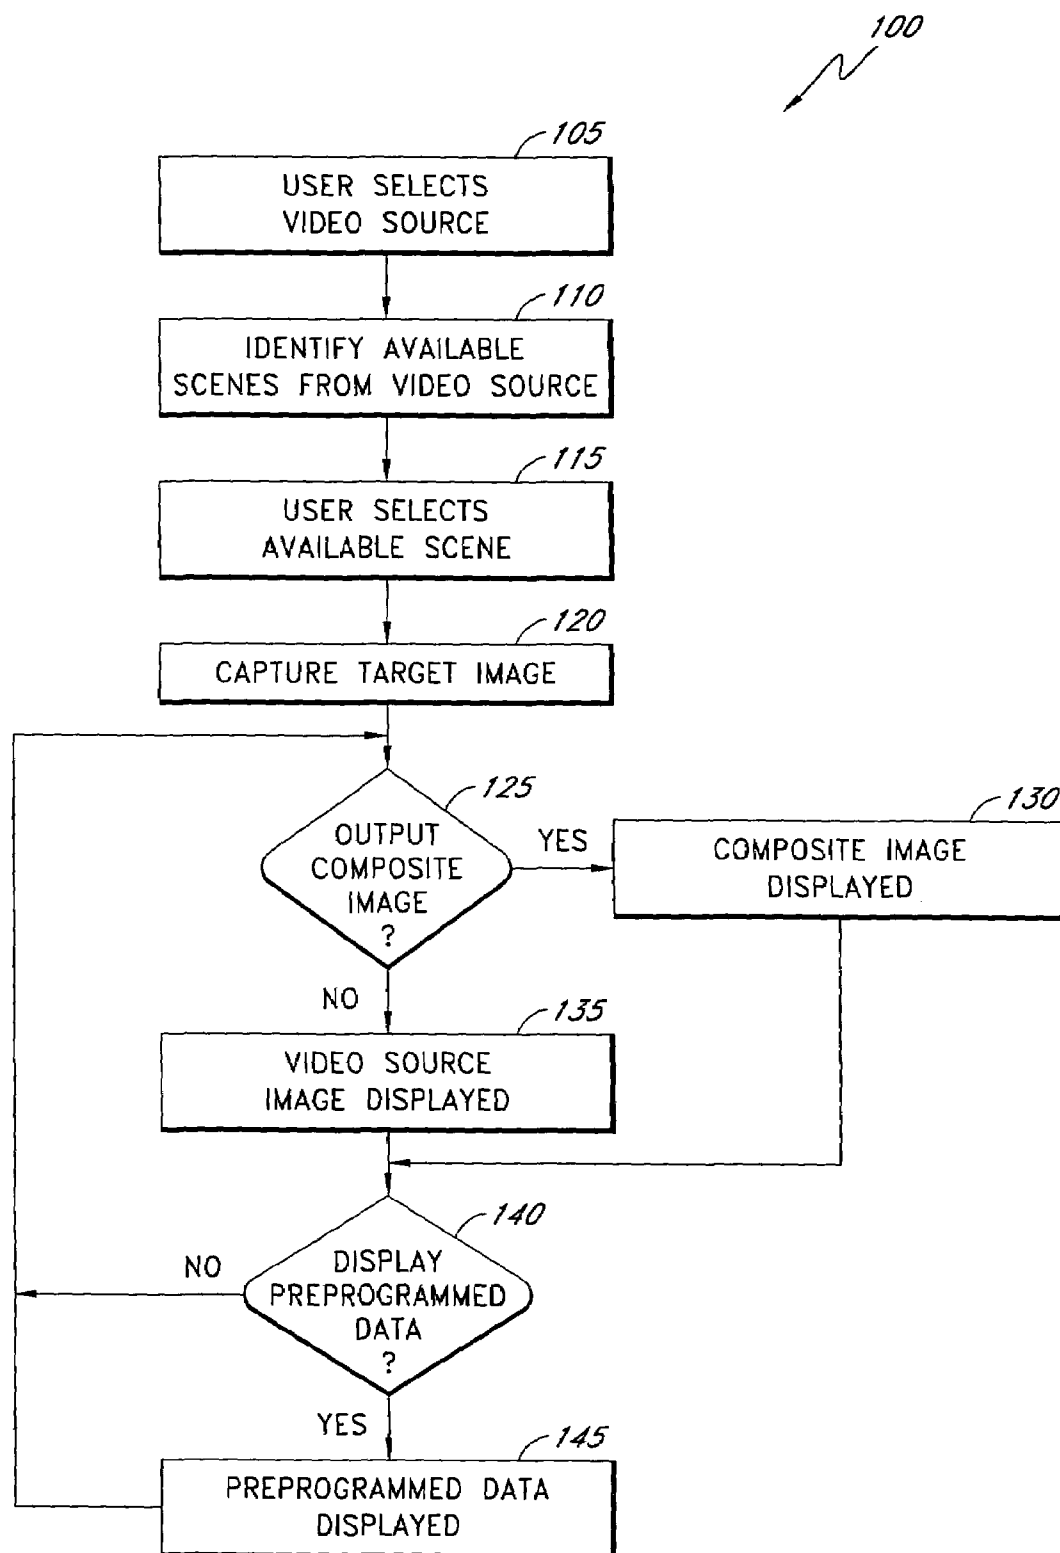 100
105
USER SELECTS
VIDEO SOURCE
110
IDENTIFY AVAILABLE
SCENES FROM VIDEO SOURCE
115
USER SELECTS
AVAILABLE SCENE
120
CAPTURE TARGET IMAGE
125
OUTPUT
COMPOSITE
IMAGE
?
YES
130
COMPOSITE IMAGE
DISPLAYED
NO
135
VIDEO SOURCE
IMAGE DISPLAYED
140
DISPLAY
PREPROGRAMMED
DATA
?
NO
YES
145
PREPROGRAMMED DATA
DISPLAYED